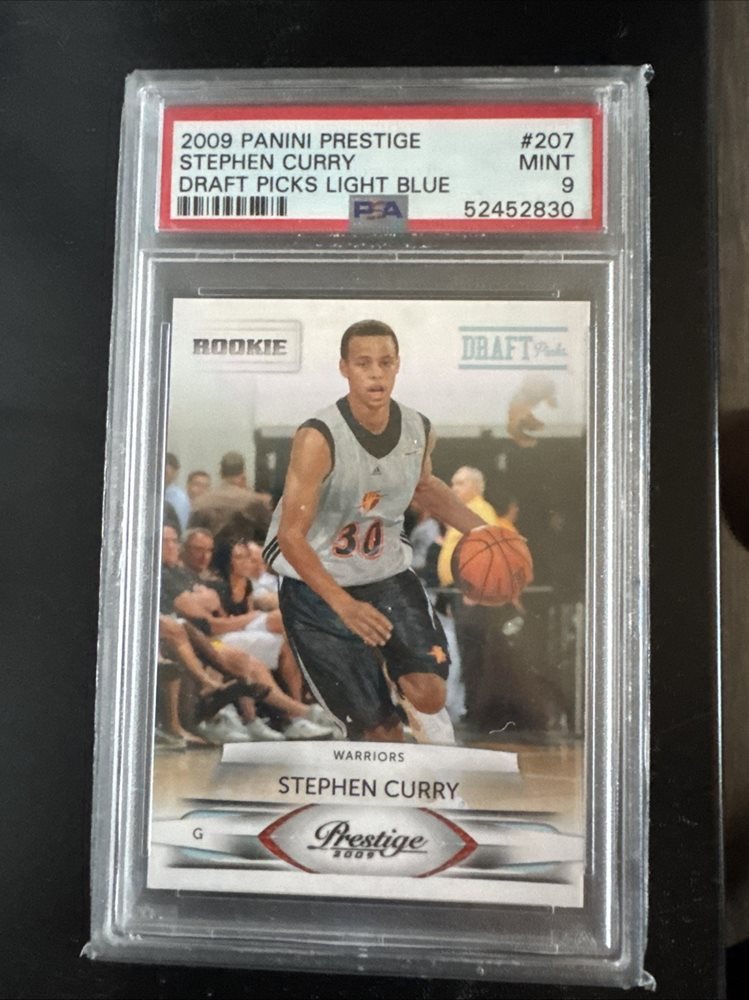 2009 PANINI PRESTIGE #207
STEPHEN CURRY MINT
DRAFT PICKS LIGHT BLUE 9
PSA 52452830
ROOKIE
DRAFT Picks
30
WARRIORS
STEPHEN CURRY
G
Prestige
2009